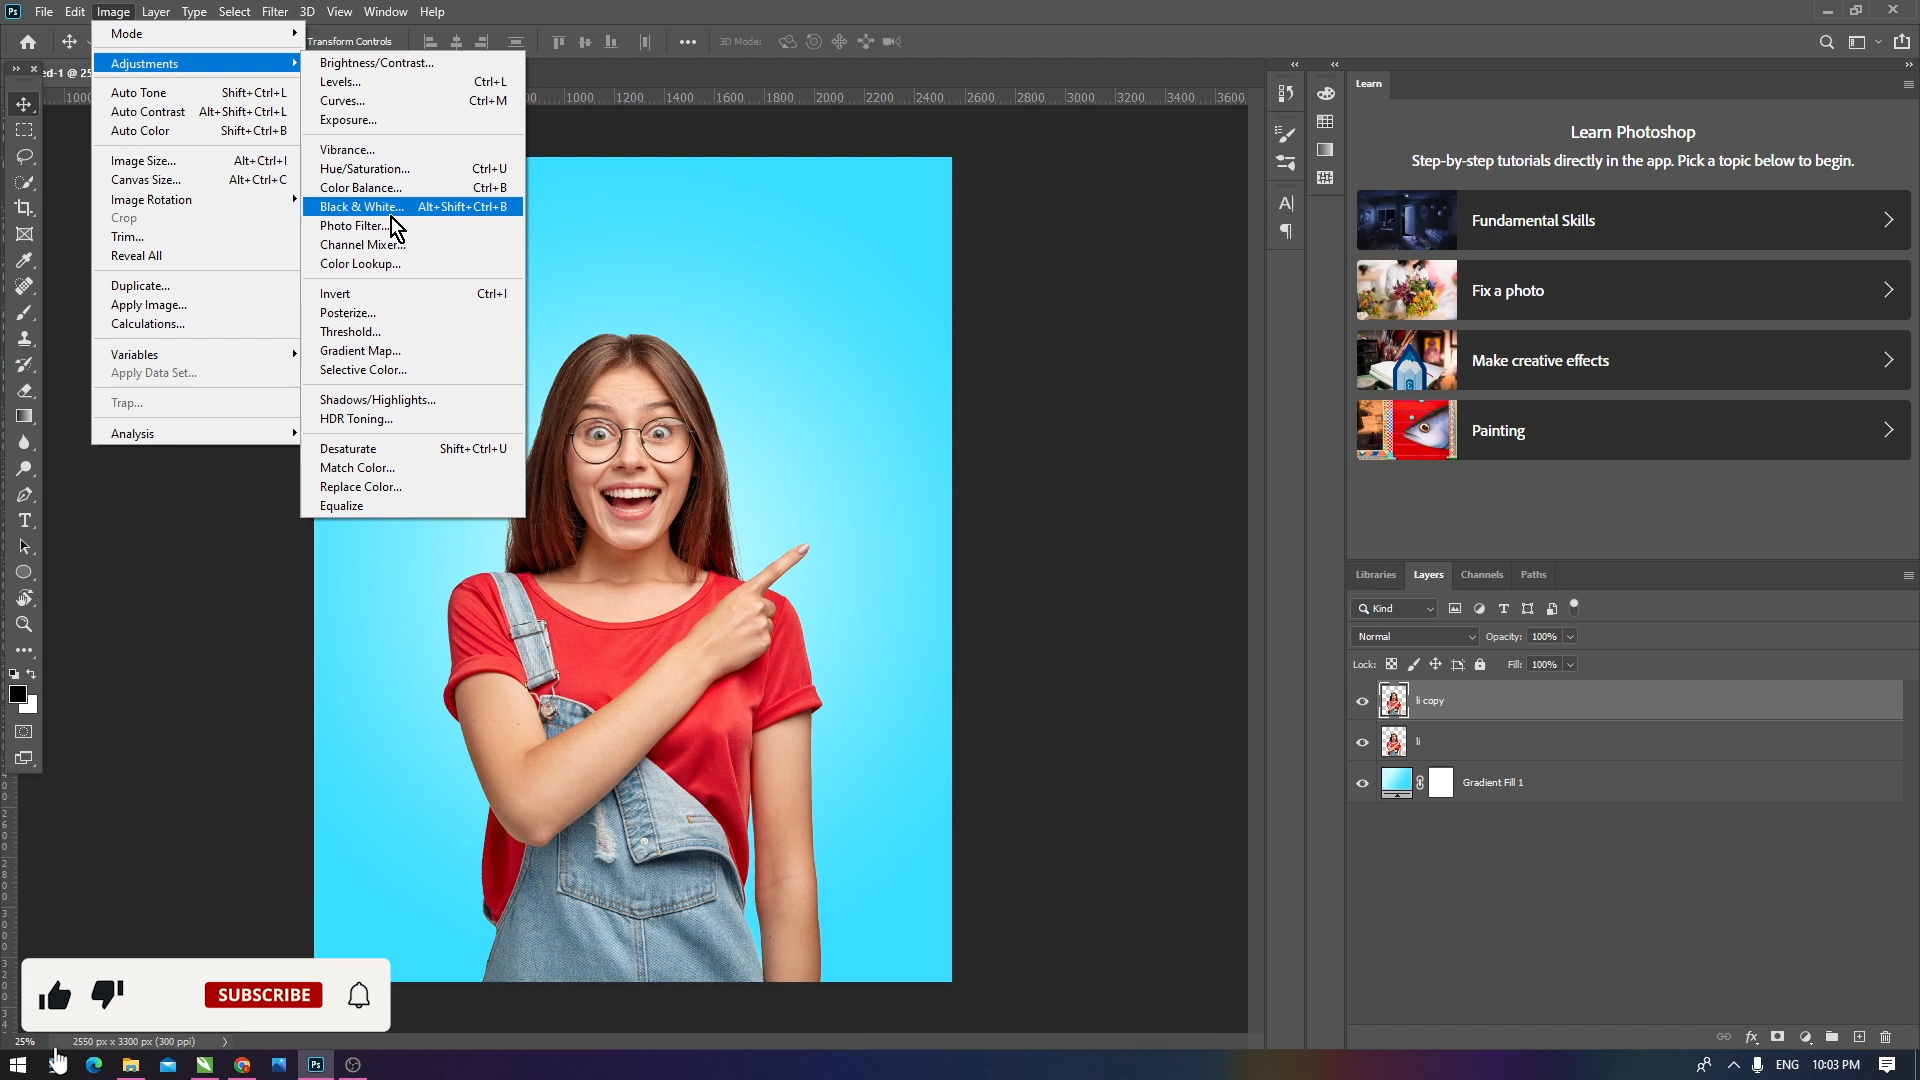 Ps File Edit Image Layer Type Select Filter 3D View Window Help
Transform Controls 3D Mode:
ed-1 @ 25
1000 1000 1200 1400 1600 1800 2000 2200 2400 2600 2800 3000 3200 3400 3600
Mode
Adjustments
Auto Tone Shift+Ctrl+L
Auto Contrast Alt+Shift+Ctrl+L
Auto Color Shift+Ctrl+B
Image Size... Alt+Ctrl+I
Canvas Size... Alt+Ctrl+C
Image Rotation
Crop
Trim...
Reveal All
Duplicate...
Apply Image...
Calculations...
Variables
Apply Data Set...
Trap...
Analysis
Brightness/Contrast...
Levels... Ctrl+L
Curves... Ctrl+M
Exposure...
Vibrance...
Hue/Saturation... Ctrl+U
Color Balance... Ctrl+B
Black & White... Alt+Shift+Ctrl+B
Photo Filter...
Channel Mixer...
Color Lookup...
Invert Ctrl+I
Posterize...
Threshold...
Gradient Map...
Selective Color...
Shadows/Highlights...
HDR Toning...
Desaturate Shift+Ctrl+U
Match Color...
Replace Color...
Equalize
Learn
Learn Photoshop
Step-by-step tutorials directly in the app. Pick a topic below to begin.
Fundamental Skills
Fix a photo
Make creative effects
Painting
Libraries Layers Channels Paths
Kind
Normal Opacity: 100%
Lock: Fill: 100%
li copy
li
Gradient Fill 1
SUBSCRIBE
25% 2550 px x 3300 px (300 ppi)
Ps ENG 10:03 PM